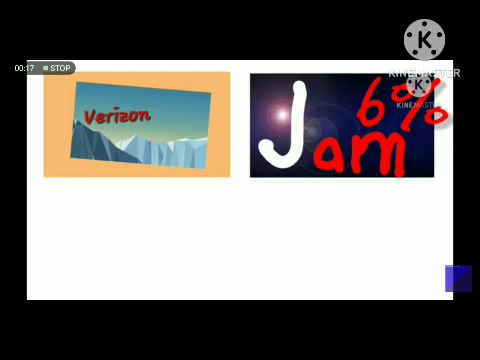 00:17 STOP
K
KINEMASTER
K
KINEMASTER
Verizon
Jam
6%